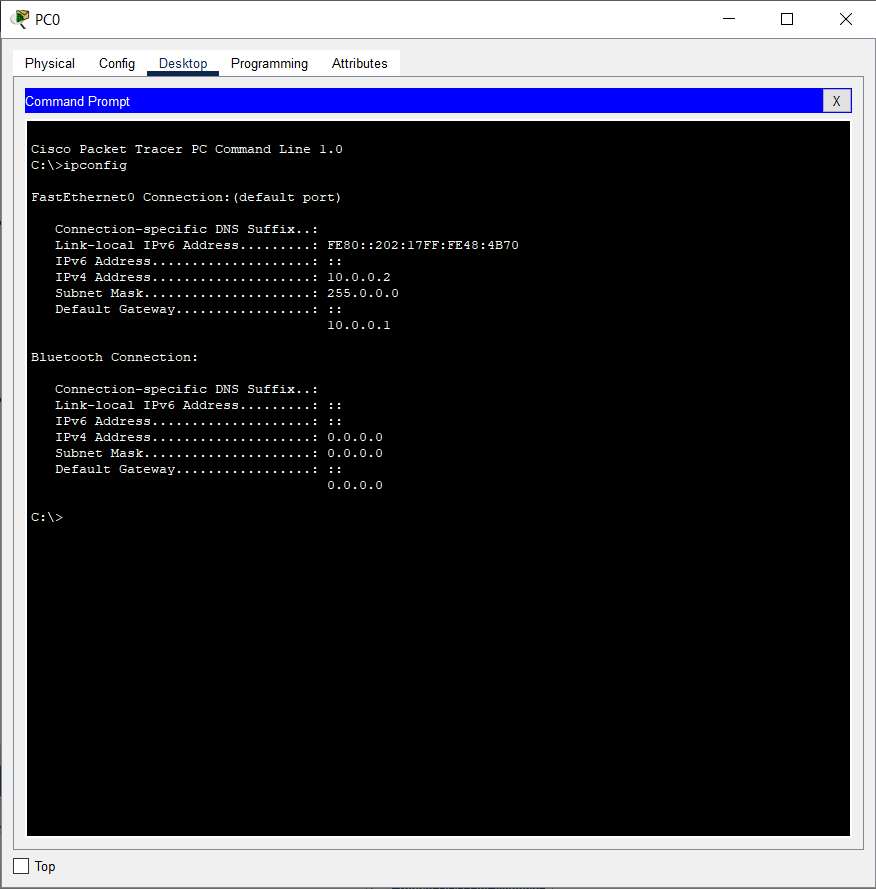 PC0
Physical Config Desktop Programming Attributes
Command Prompt
X
Cisco Packet Tracer PC Command Line 1.0
C:\>ipconfig
FastEthernet0 Connection:(default port)
Connection-specific DNS Suffix..:
Link-local IPv6 Address.........: FE80::202:17FF:FE48:4B70
IPv6 Address....................: ::
IPv4 Address....................: 10.0.0.2
Subnet Mask.....................: 255.0.0.0
Default Gateway.................: ::
10.0.0.1
Bluetooth Connection:
Connection-specific DNS Suffix..:
Link-local IPv6 Address.........: ::
IPv6 Address....................: ::
IPv4 Address....................: 0.0.0.0
Subnet Mask.....................: 0.0.0.0
Default Gateway.................: ::
0.0.0.0
C:\>
Top